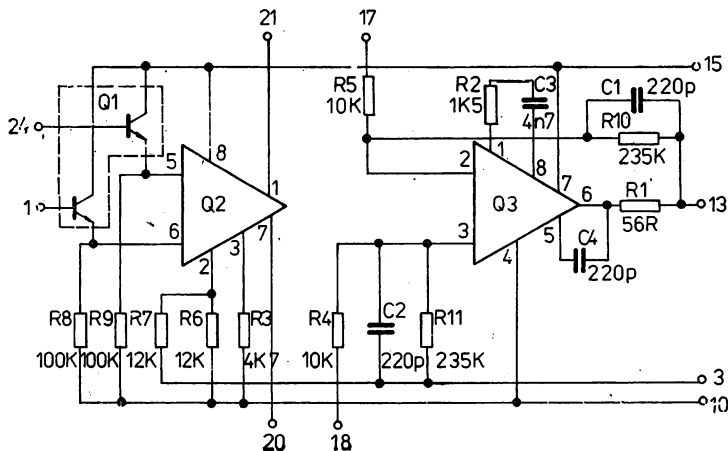 21
17
15
Q1
24
1
R5
10K
R2
1K5
C3
4n7
C1
220p
R10
235K
5
8
Q2
1
7
6
2
3
2
1
8
7
6
Q3
3
5
4
R1
56R
13
C4
220p
R8
100K
R9
100K
R7
12K
R6
12K
R3
4K7
R4
10K
C2
220p
R11
235K
3
10
20
18